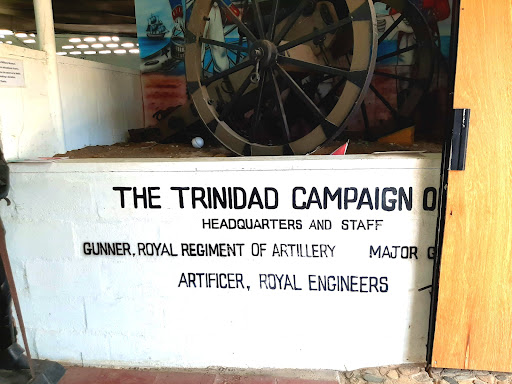 THE TRINIDAD CAMPAIGN O
HEADQUARTERS AND STAFF
GUNNER, ROYAL REGIMENT OF ARTILLERY MAJOR G
ARTIFICER, ROYAL ENGINEERS